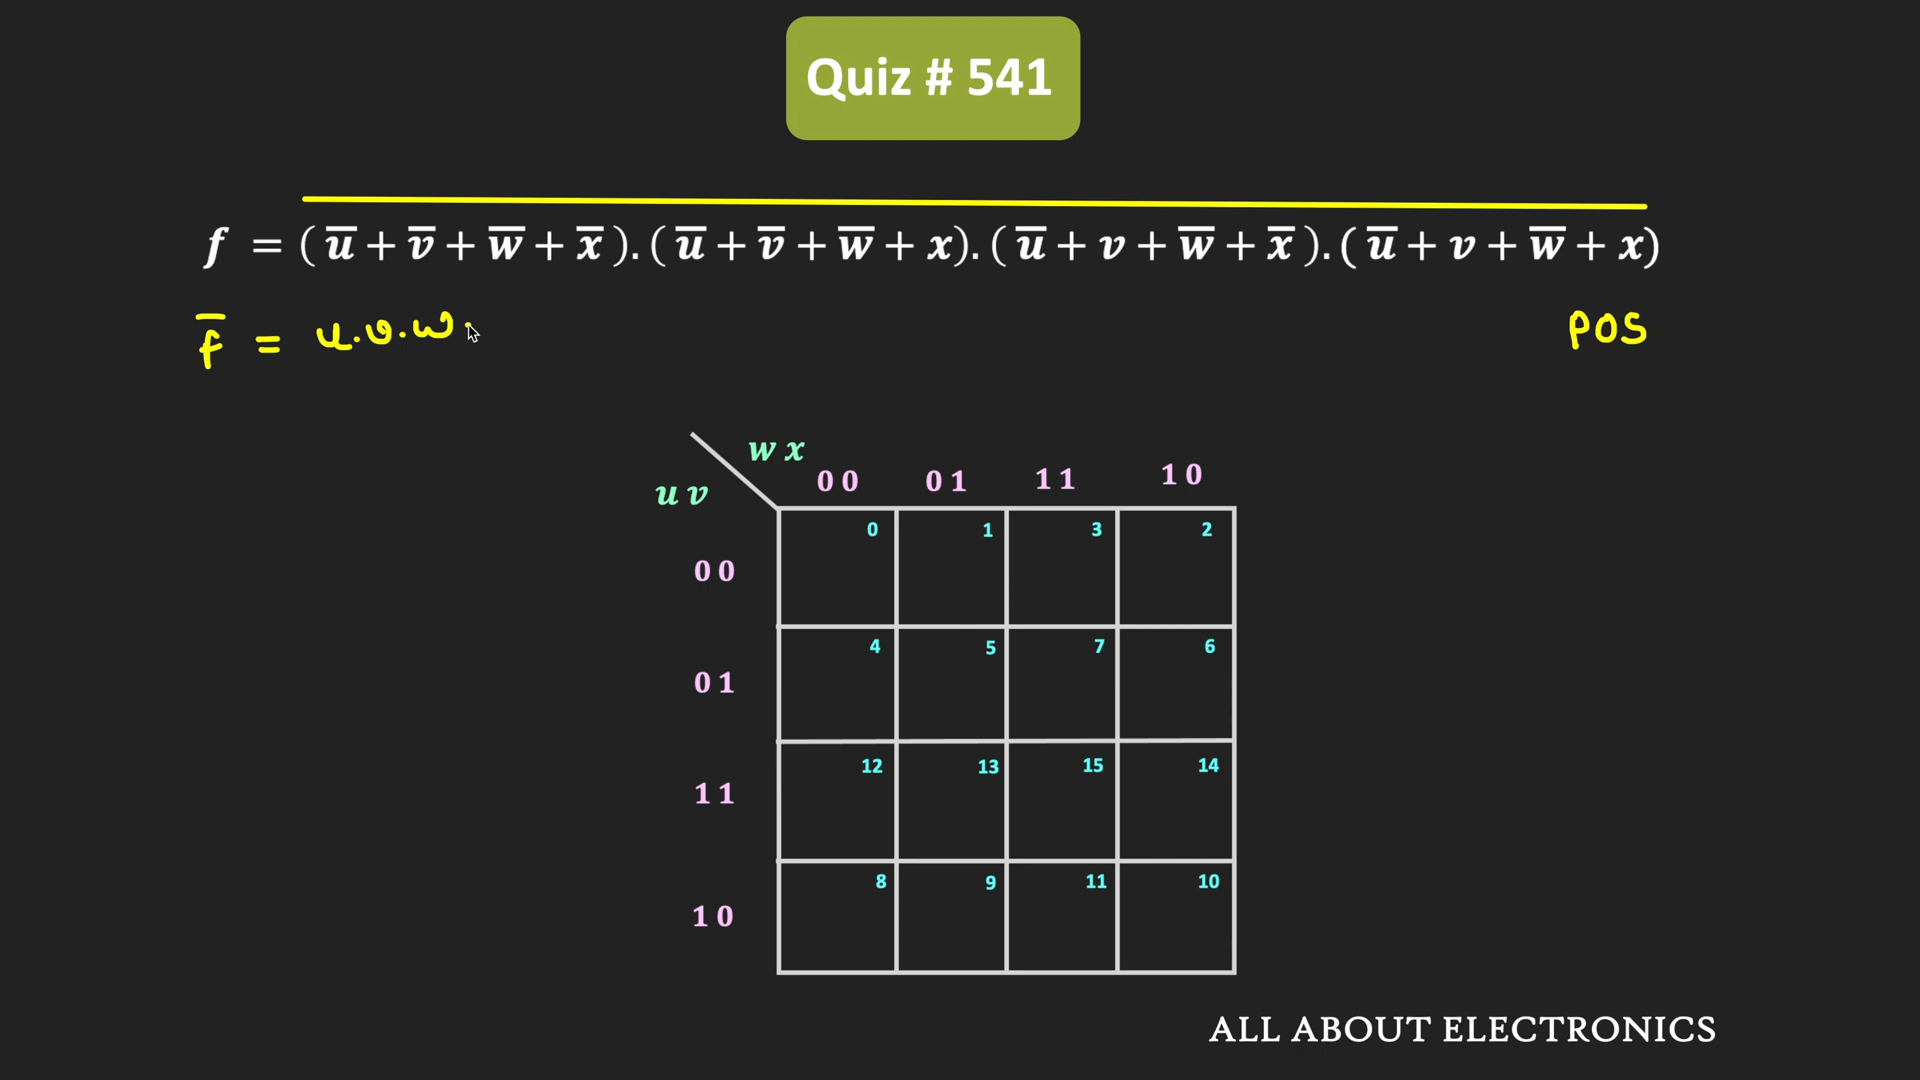 Quiz # 541
f = ( u̅ + v̅ + w̅ + x̅ ).( u̅ + v̅ + w̅ + x).( u̅ + v + w̅ + x̅ ).( u̅ + v + w̅ + x)
f̅ = u.v.w.
POS
w x
u v
0 0 0 1 1 1 1 0
0 0
0 1 3 2
0 1
4 5 7 6
1 1
12 13 15 14
1 0
8 9 11 10
ALL ABOUT ELECTRONICS